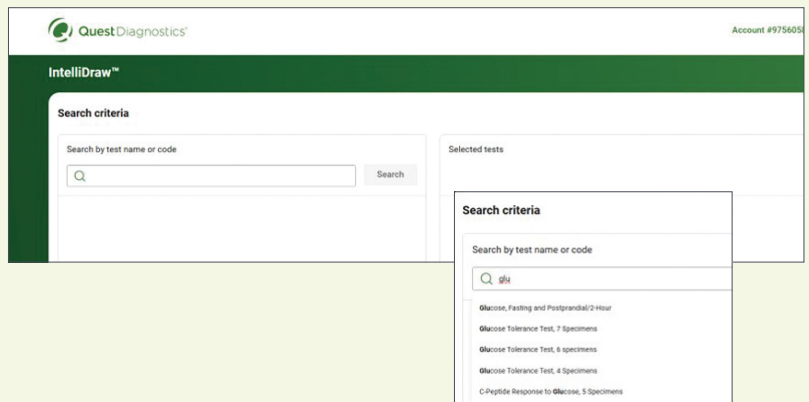 Quest Diagnostics®
Account #9756058
IntelliDraw™
Search criteria
Search by test name or code
Selected tests
Search
Search criteria
Search by test name or code
glu
Glucose, Fasting and Postprandial/2-Hour
Glucose Tolerance Test, 7 Specimens
Glucose Tolerance Test, 6 specimens
Glucose Tolerance Test, 4 Specimens
C-Peptide Response to Glucose, 5 Specimens